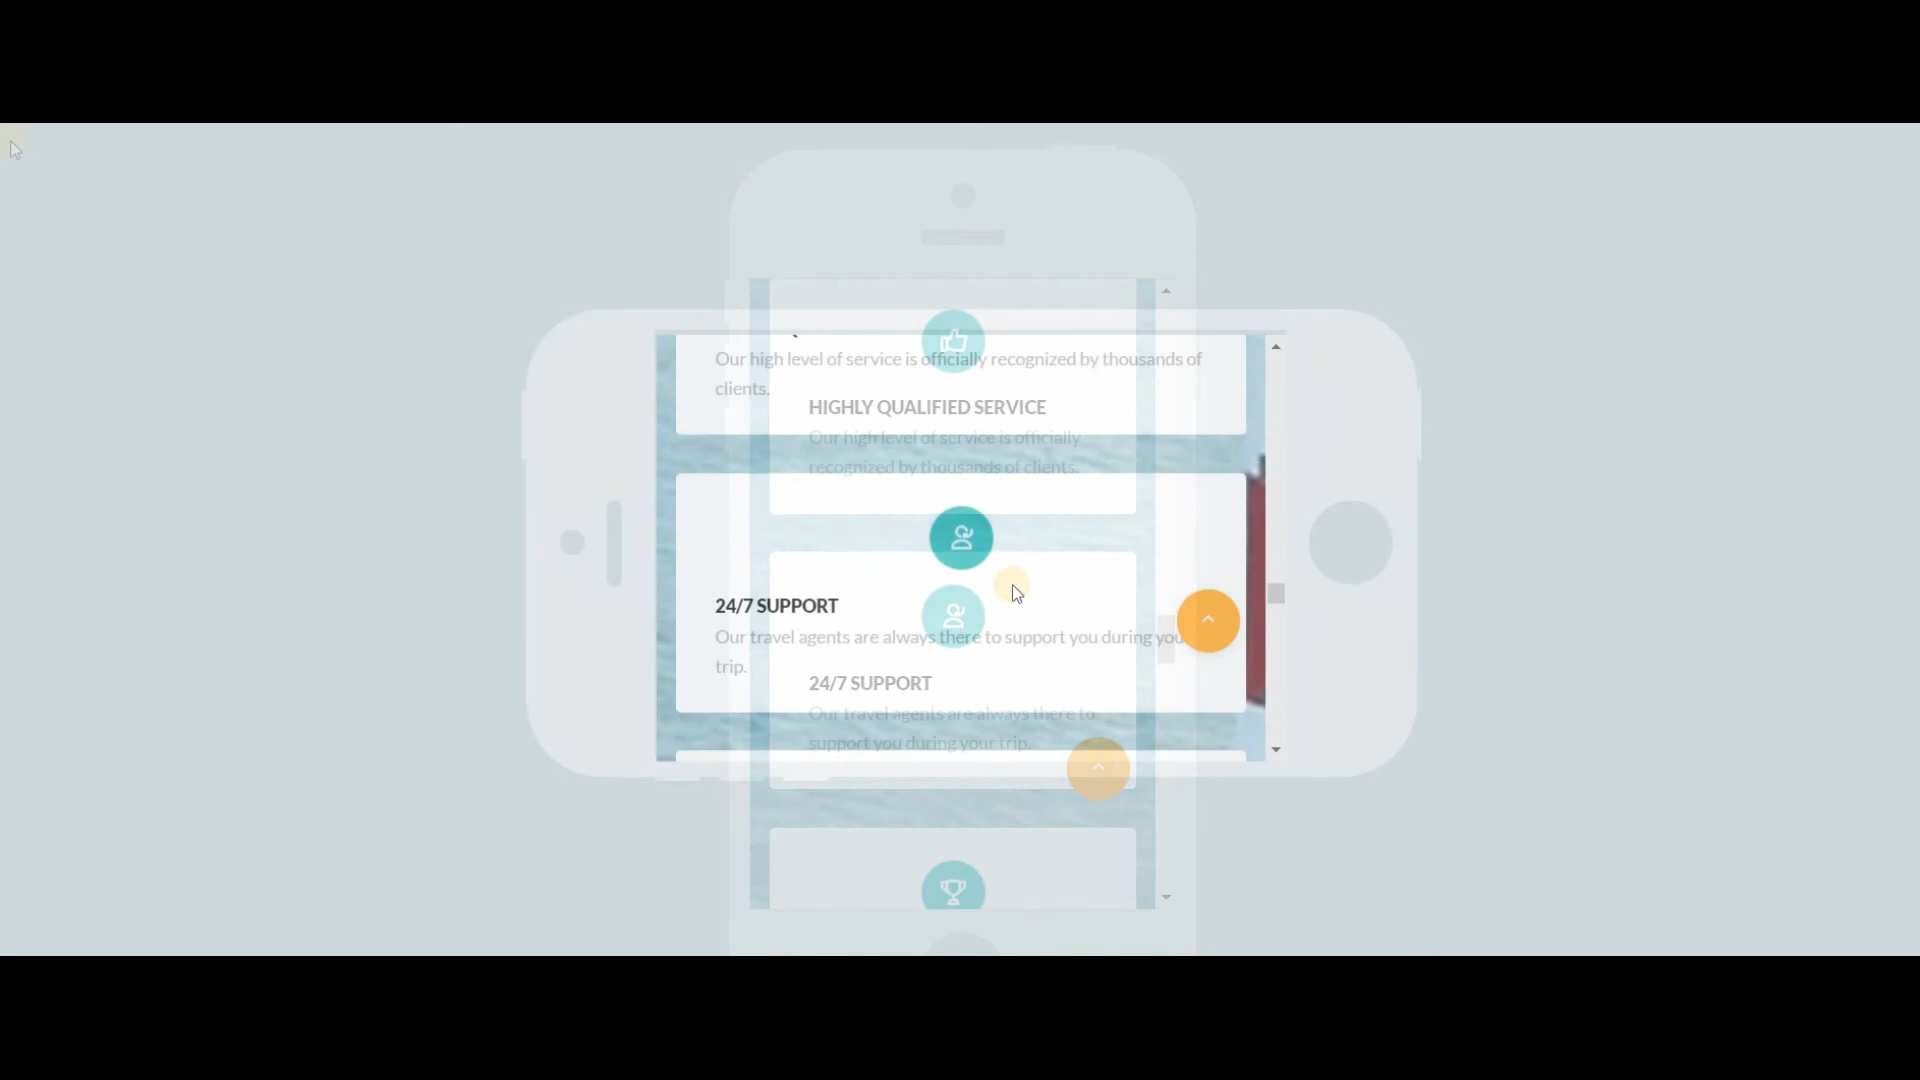 Our high level of service is officially recognized by thousands of
clients.
HIGHLY QUALIFIED SERVICE
Our high level of service is officially
recognized by thousands of clients.
24/7 SUPPORT
Our travel agents are always there to support you during you
trip.
24/7 SUPPORT
Our travel agents are always there to
support you during your trip.